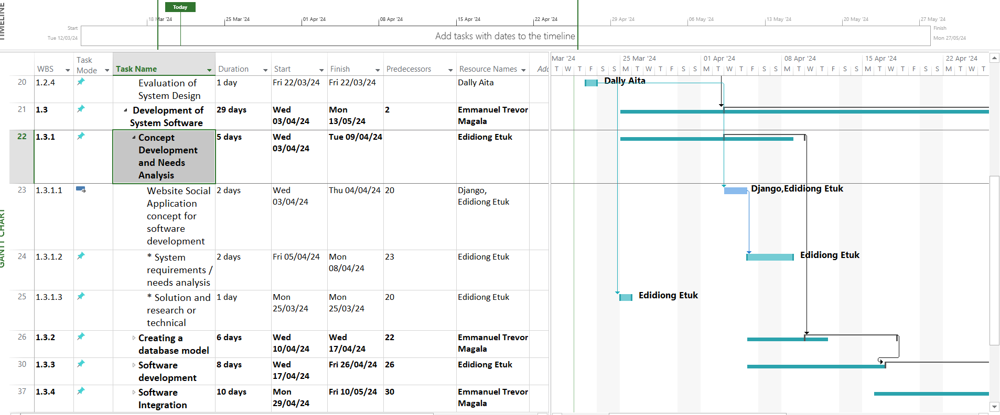 TIMELINE
Today
18 Mar '24 25 Mar '24 01 Apr '24 08 Apr '24 15 Apr '24 22 Apr '24 29 Apr '24 06 May '24 13 May '24 20 May '24 27 May '24
Start
Tue 12/03/24
Add tasks with dates to the timeline
Finish
Mon 27/05/24
GANTT CHART
WBS Task Mode Task Name Duration Start Finish Predecessors Resource Names Adc
Mar '24 25 Mar '24 01 Apr '24 08 Apr '24 15 Apr '24 22 Apr '24
T W T F S S M T W T F S S M T W T F S S M T W T F S S M T W T F S S M T W T
20 1.2.4 Evaluation of 1 day Fri 22/03/24 Fri 22/03/24 Dally Aita
System Design
Dally Aita
21 1.3 Development of 29 days Wed Mon 2 Emmanuel Trevor
System Software 03/04/24 13/05/24 Magala
22 1.3.1 Concept 5 days Wed Tue 09/04/24 Edidiong Etuk
Development 03/04/24
and Needs
Analysis
23 1.3.1.1 Website Social 2 days Wed Thu 04/04/24 20 Django,
Application 03/04/24 Edidiong Etuk
concept for
software
development
Django,Edidiong Etuk
24 1.3.1.2 * System 2 days Fri 05/04/24 Mon 23 Edidiong Etuk
requirements / 08/04/24
needs analysis
Edidiong Etuk
25 1.3.1.3 * Solution and 1 day Mon Mon 20 Edidiong Etuk
research or 25/03/24 25/03/24
technical
Edidiong Etuk
26 1.3.2 Creating a 6 days Wed Wed 22 Emmanuel Trevor
database model 10/04/24 17/04/24 Magala
30 1.3.3 Software 8 days Wed Fri 26/04/24 26 Edidiong Etuk
development 17/04/24
37 1.3.4 Software 10 days Mon Fri 10/05/24 30 Emmanuel Trevor
Integration 29/04/24 Magala